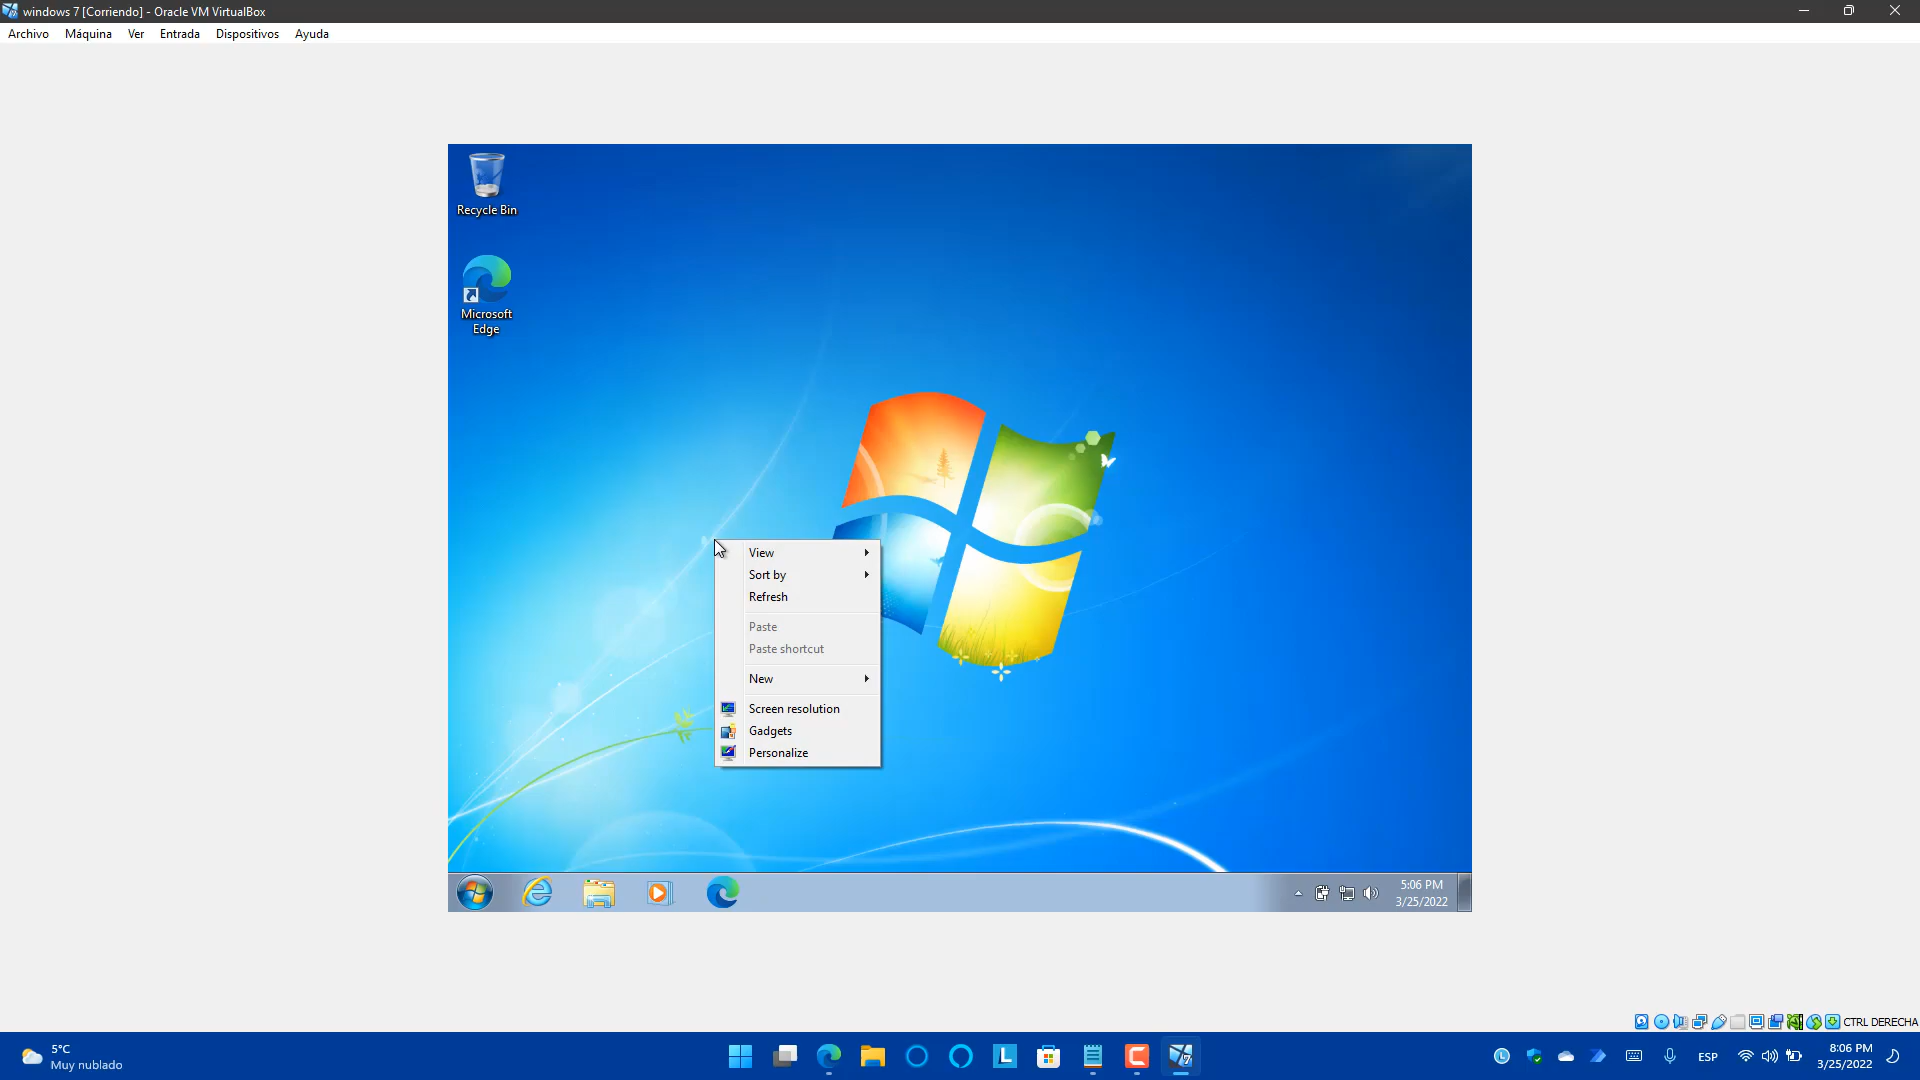 windows 7 [Corriendo] - Oracle VM VirtualBox
Archivo Máquina Ver Entrada Dispositivos Ayuda
Recycle Bin
Microsoft
Edge
View
Sort by
Refresh
Paste
Paste shortcut
New
Screen resolution
Gadgets
Personalize
5:06 PM
3/25/2022
CTRL DERECHA
5°C
Muy nublado
L
7
ESP
8:06 PM
3/25/2022